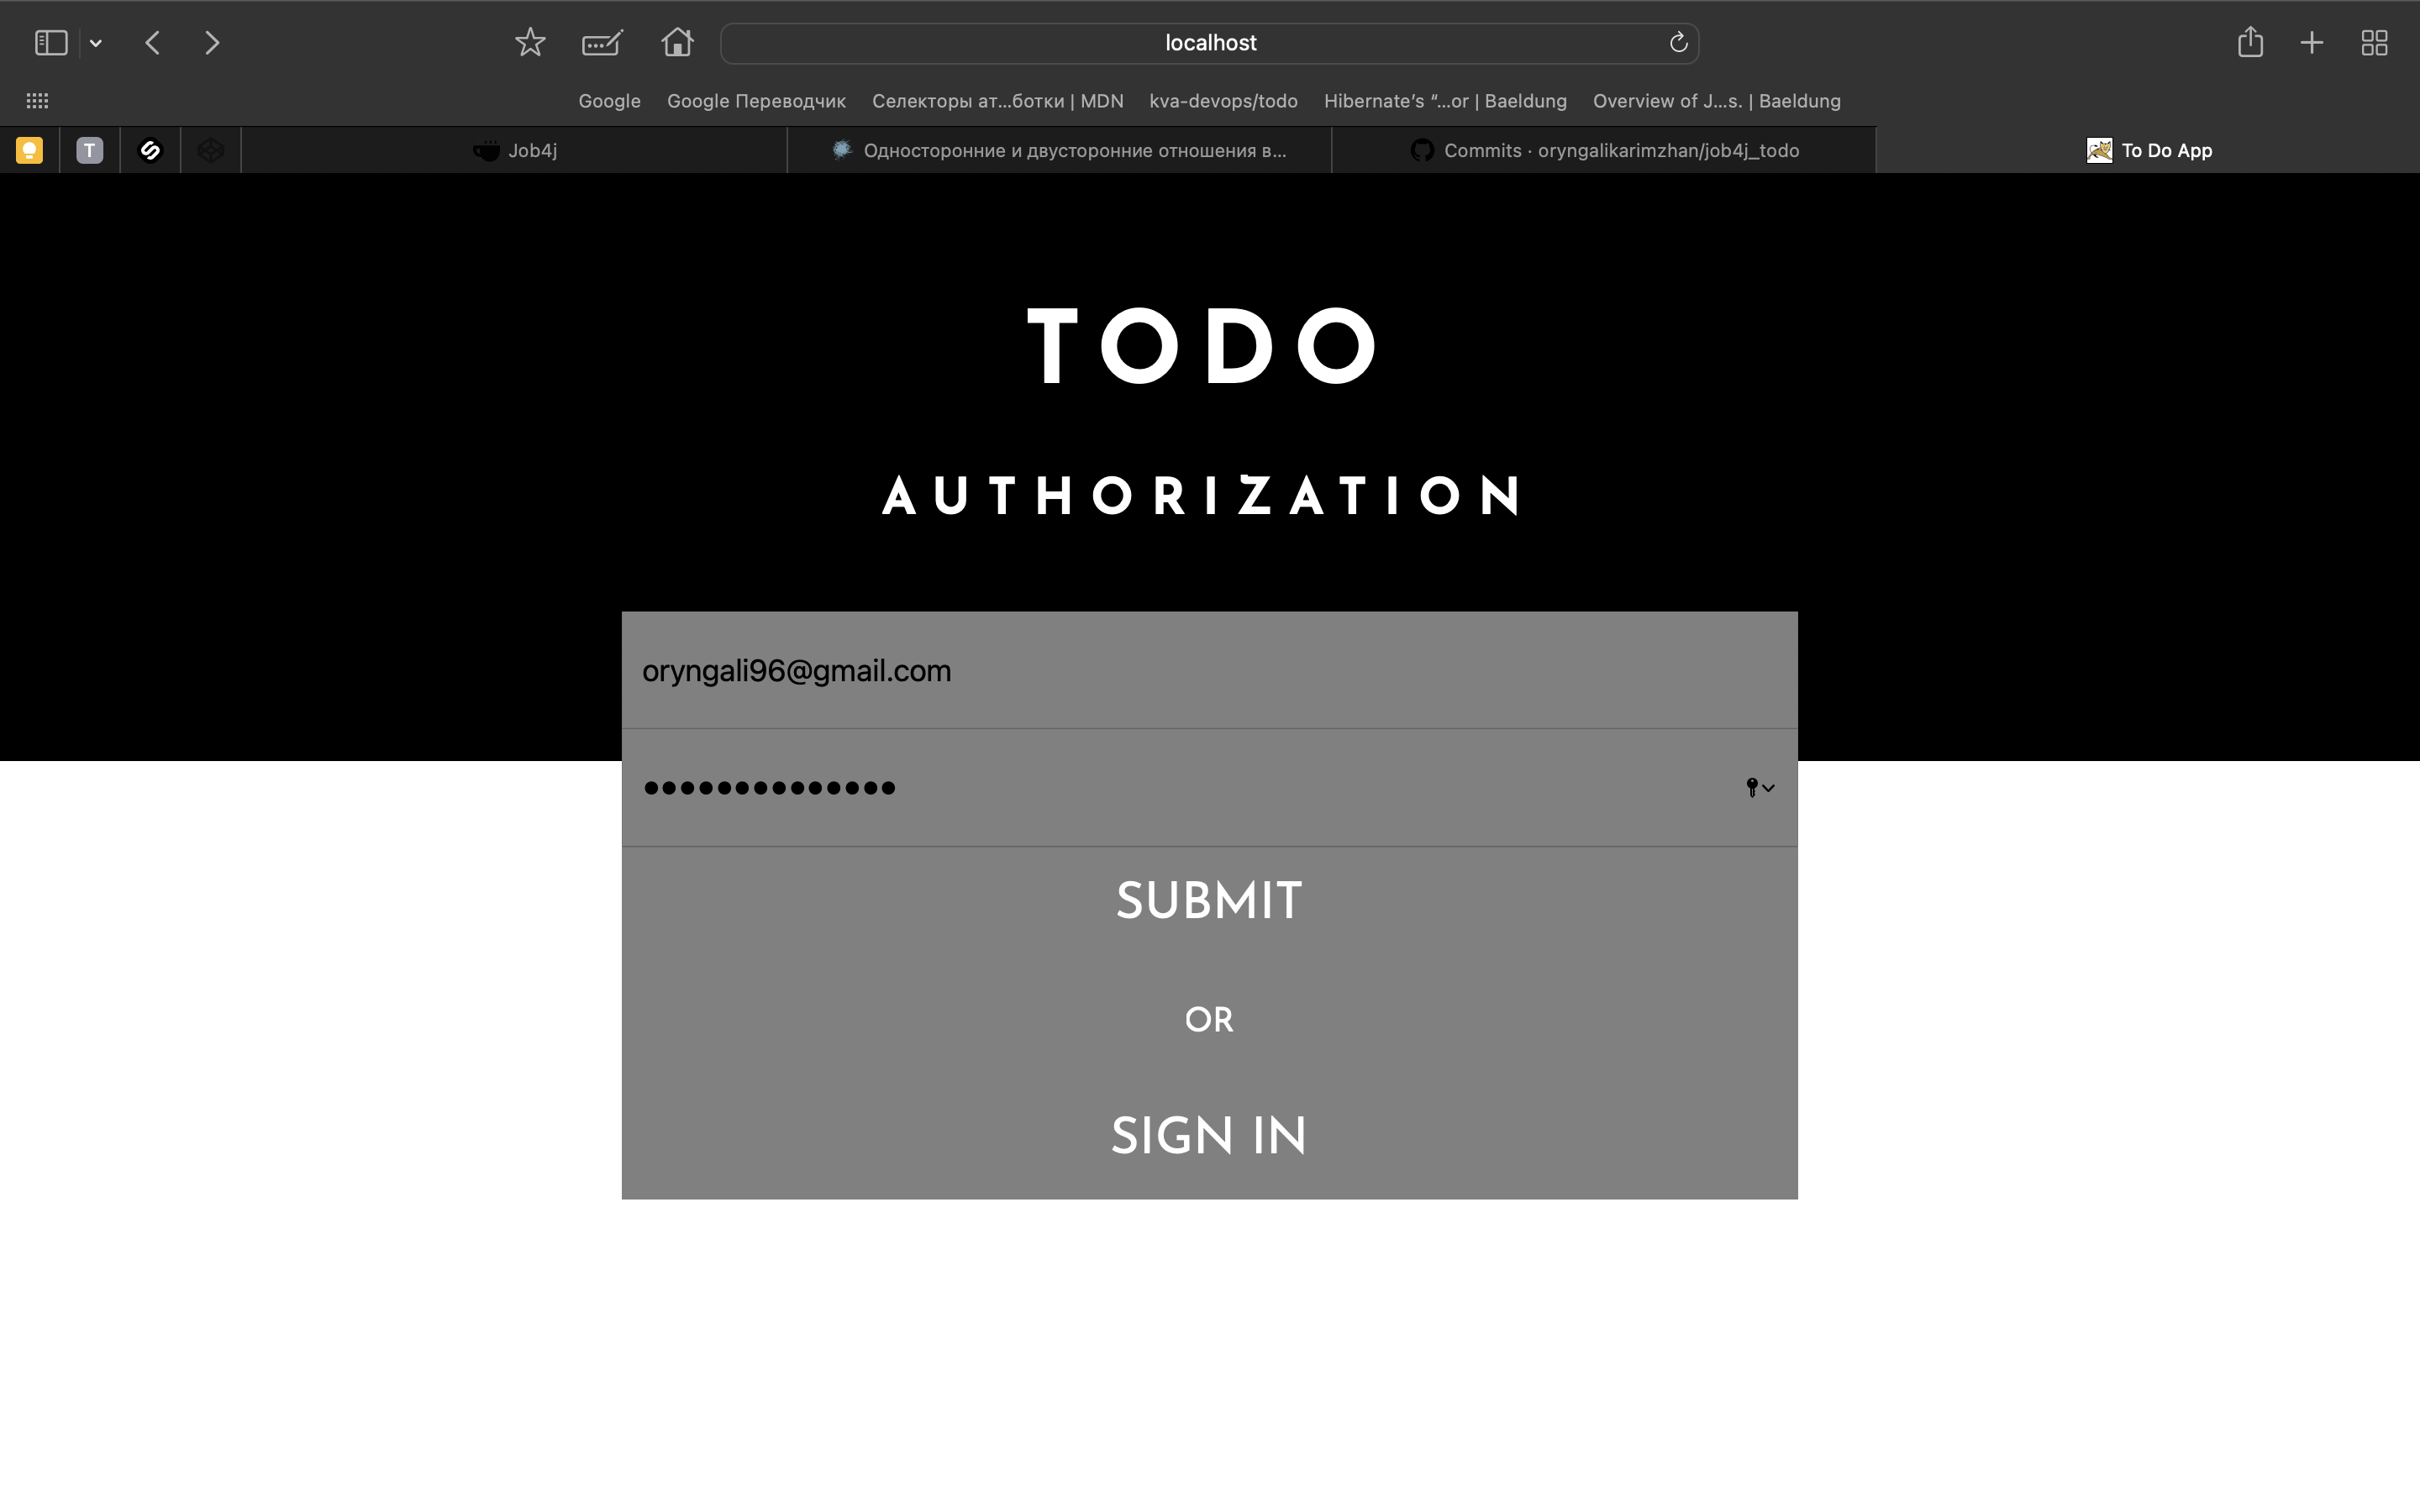 localhost
Google Google Переводчик Селекторы ат...ботки | MDN kva-devops/todo Hibernate’s “...or | Baeldung Overview of J...s. | Baeldung
T Job4j Односторонние и двусторонние отношения в... Commits · oryngalikarimzhan/job4j_todo To Do App
TODO
AUTHORIZATION
oryngali96@gmail.com
SUBMIT
OR
SIGN IN